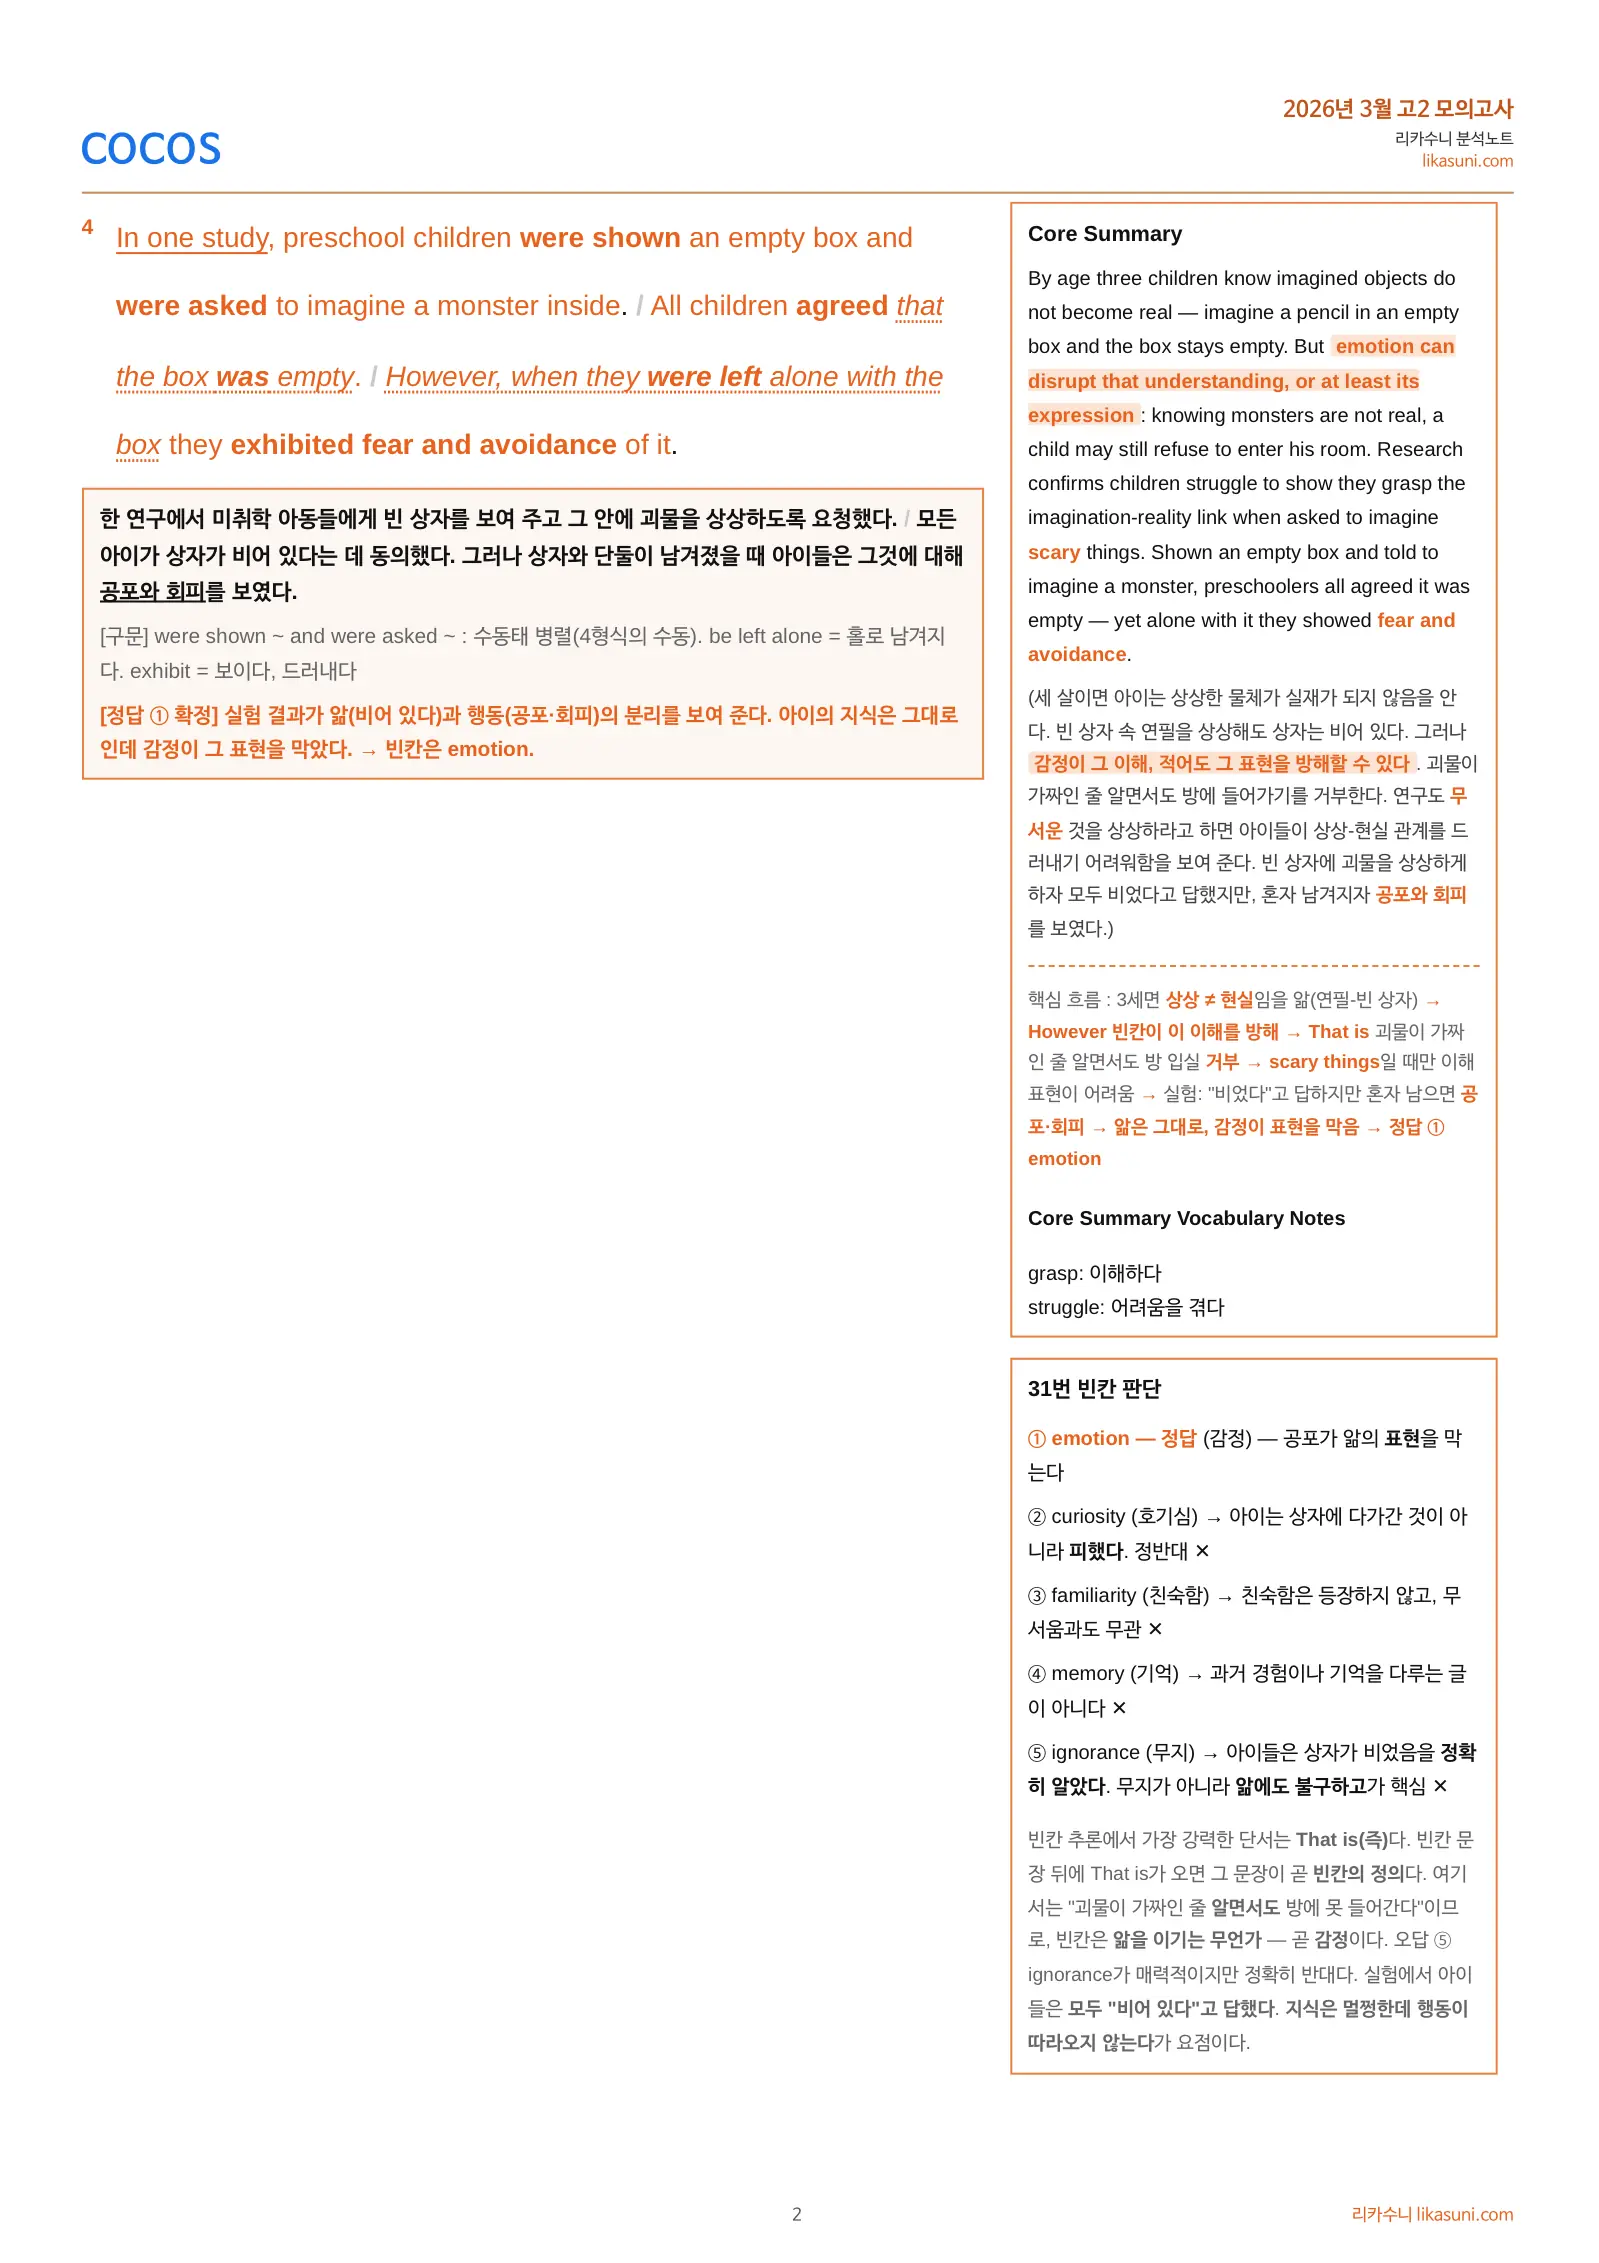 2026년 3월 고2 모의고사
cocos
리카수니 분석노트
likasuni.com
4
In one study, preschool children were shown an empty box and
were asked to imagine a monster inside. / All children agreed that
the box was empty. / However, when they were left alone with the
box they exhibited fear and avoidance of it.
한 연구에서 미취학 아동들에게 빈 상자를 보여 주고 그 안에 괴물을 상상하도록 요청했다. / 모든
아이가 상자가 비어 있다는 데 동의했다. 그러나 상자와 단둘이 남겨졌을 때 아이들은 그것에 대해
공포와 회피를 보였다.
[구문] were shown ~ and were asked ~ : 수동태 병렬(4형식의 수동). be left alone = 홀로 남겨지
다. exhibit = 보이다, 드러내다
[정답 ① 확정] 실험 결과가 앎(비어 있다)과 행동(공포·회피)의 분리를 보여 준다. 아이의 지식은 그대로
인데 감정이 그 표현을 막았다. → 빈칸은 emotion.
Core Summary
By age three children know imagined objects do
not become real — imagine a pencil in an empty
box and the box stays empty. But emotion can
disrupt that understanding, or at least its
expression : knowing monsters are not real, a
child may still refuse to enter his room. Research
confirms children struggle to show they grasp the
imagination-reality link when asked to imagine
scary things. Shown an empty box and told to
imagine a monster, preschoolers all agreed it was
empty — yet alone with it they showed fear and
avoidance.
(세 살이면 아이는 상상한 물체가 실재가 되지 않음을 안
다. 빈 상자 속 연필을 상상해도 상자는 비어 있다. 그러나
감정이 그 이해, 적어도 그 표현을 방해할 수 있다 . 괴물이
가짜인 줄 알면서도 방에 들어가기를 거부한다. 연구도 무
서운 것을 상상하라고 하면 아이들이 상상-현실 관계를 드
러내기 어려워함을 보여 준다. 빈 상자에 괴물을 상상하게
하자 모두 비었다고 답했지만, 혼자 남겨지자 공포와 회피
를 보였다.)
핵심 흐름 : 3세면 상상 ≠ 현실임을 앎(연필-빈 상자) →
However 빈칸이 이 이해를 방해 → That is 괴물이 가짜
인 줄 알면서도 방 입실 거부 → scary things일 때만 이해
표현이 어려움 → 실험: "비었다"고 답하지만 혼자 남으면 공
포·회피 → 앎은 그대로, 감정이 표현을 막음 → 정답 ①
emotion
Core Summary Vocabulary Notes
grasp: 이해하다
struggle: 어려움을 겪다
31번 빈칸 판단
① emotion — 정답 (감정) — 공포가 앎의 표현을 막
는다
② curiosity (호기심) → 아이는 상자에 다가간 것이 아
니라 피했다. 정반대 ✕
③ familiarity (친숙함) → 친숙함은 등장하지 않고, 무
서움과도 무관 ✕
④ memory (기억) → 과거 경험이나 기억을 다루는 글
이 아니다 ✕
⑤ ignorance (무지) → 아이들은 상자가 비었음을 정확
히 알았다. 무지가 아니라 앎에도 불구하고가 핵심 ✕
빈칸 추론에서 가장 강력한 단서는 That is(즉)다. 빈칸 문
장 뒤에 That is가 오면 그 문장이 곧 빈칸의 정의다. 여기
서는 "괴물이 가짜인 줄 알면서도 방에 못 들어간다"이므
로, 빈칸은 앎을 이기는 무언가 — 곧 감정이다. 오답 ⑤
ignorance가 매력적이지만 정확히 반대다. 실험에서 아이
들은 모두 "비어 있다"고 답했다. 지식은 멀쩡한데 행동이
따라오지 않는다가 요점이다.
2
리카수니 likasuni.com